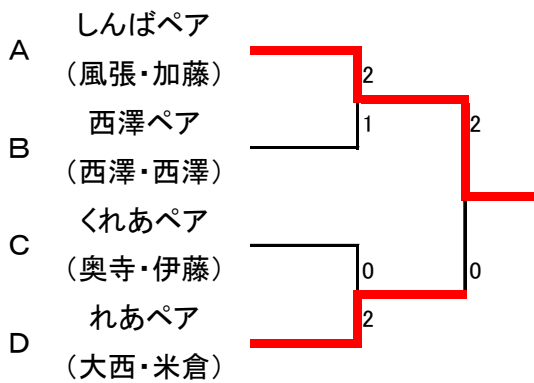 しんばペア
A
（風張・加藤）
2
西澤ペア
1
2
B
（西澤・西澤）
くれあペア
C
（奥寺・伊藤）
0
0
れあペア
2
D
（大西・米倉）